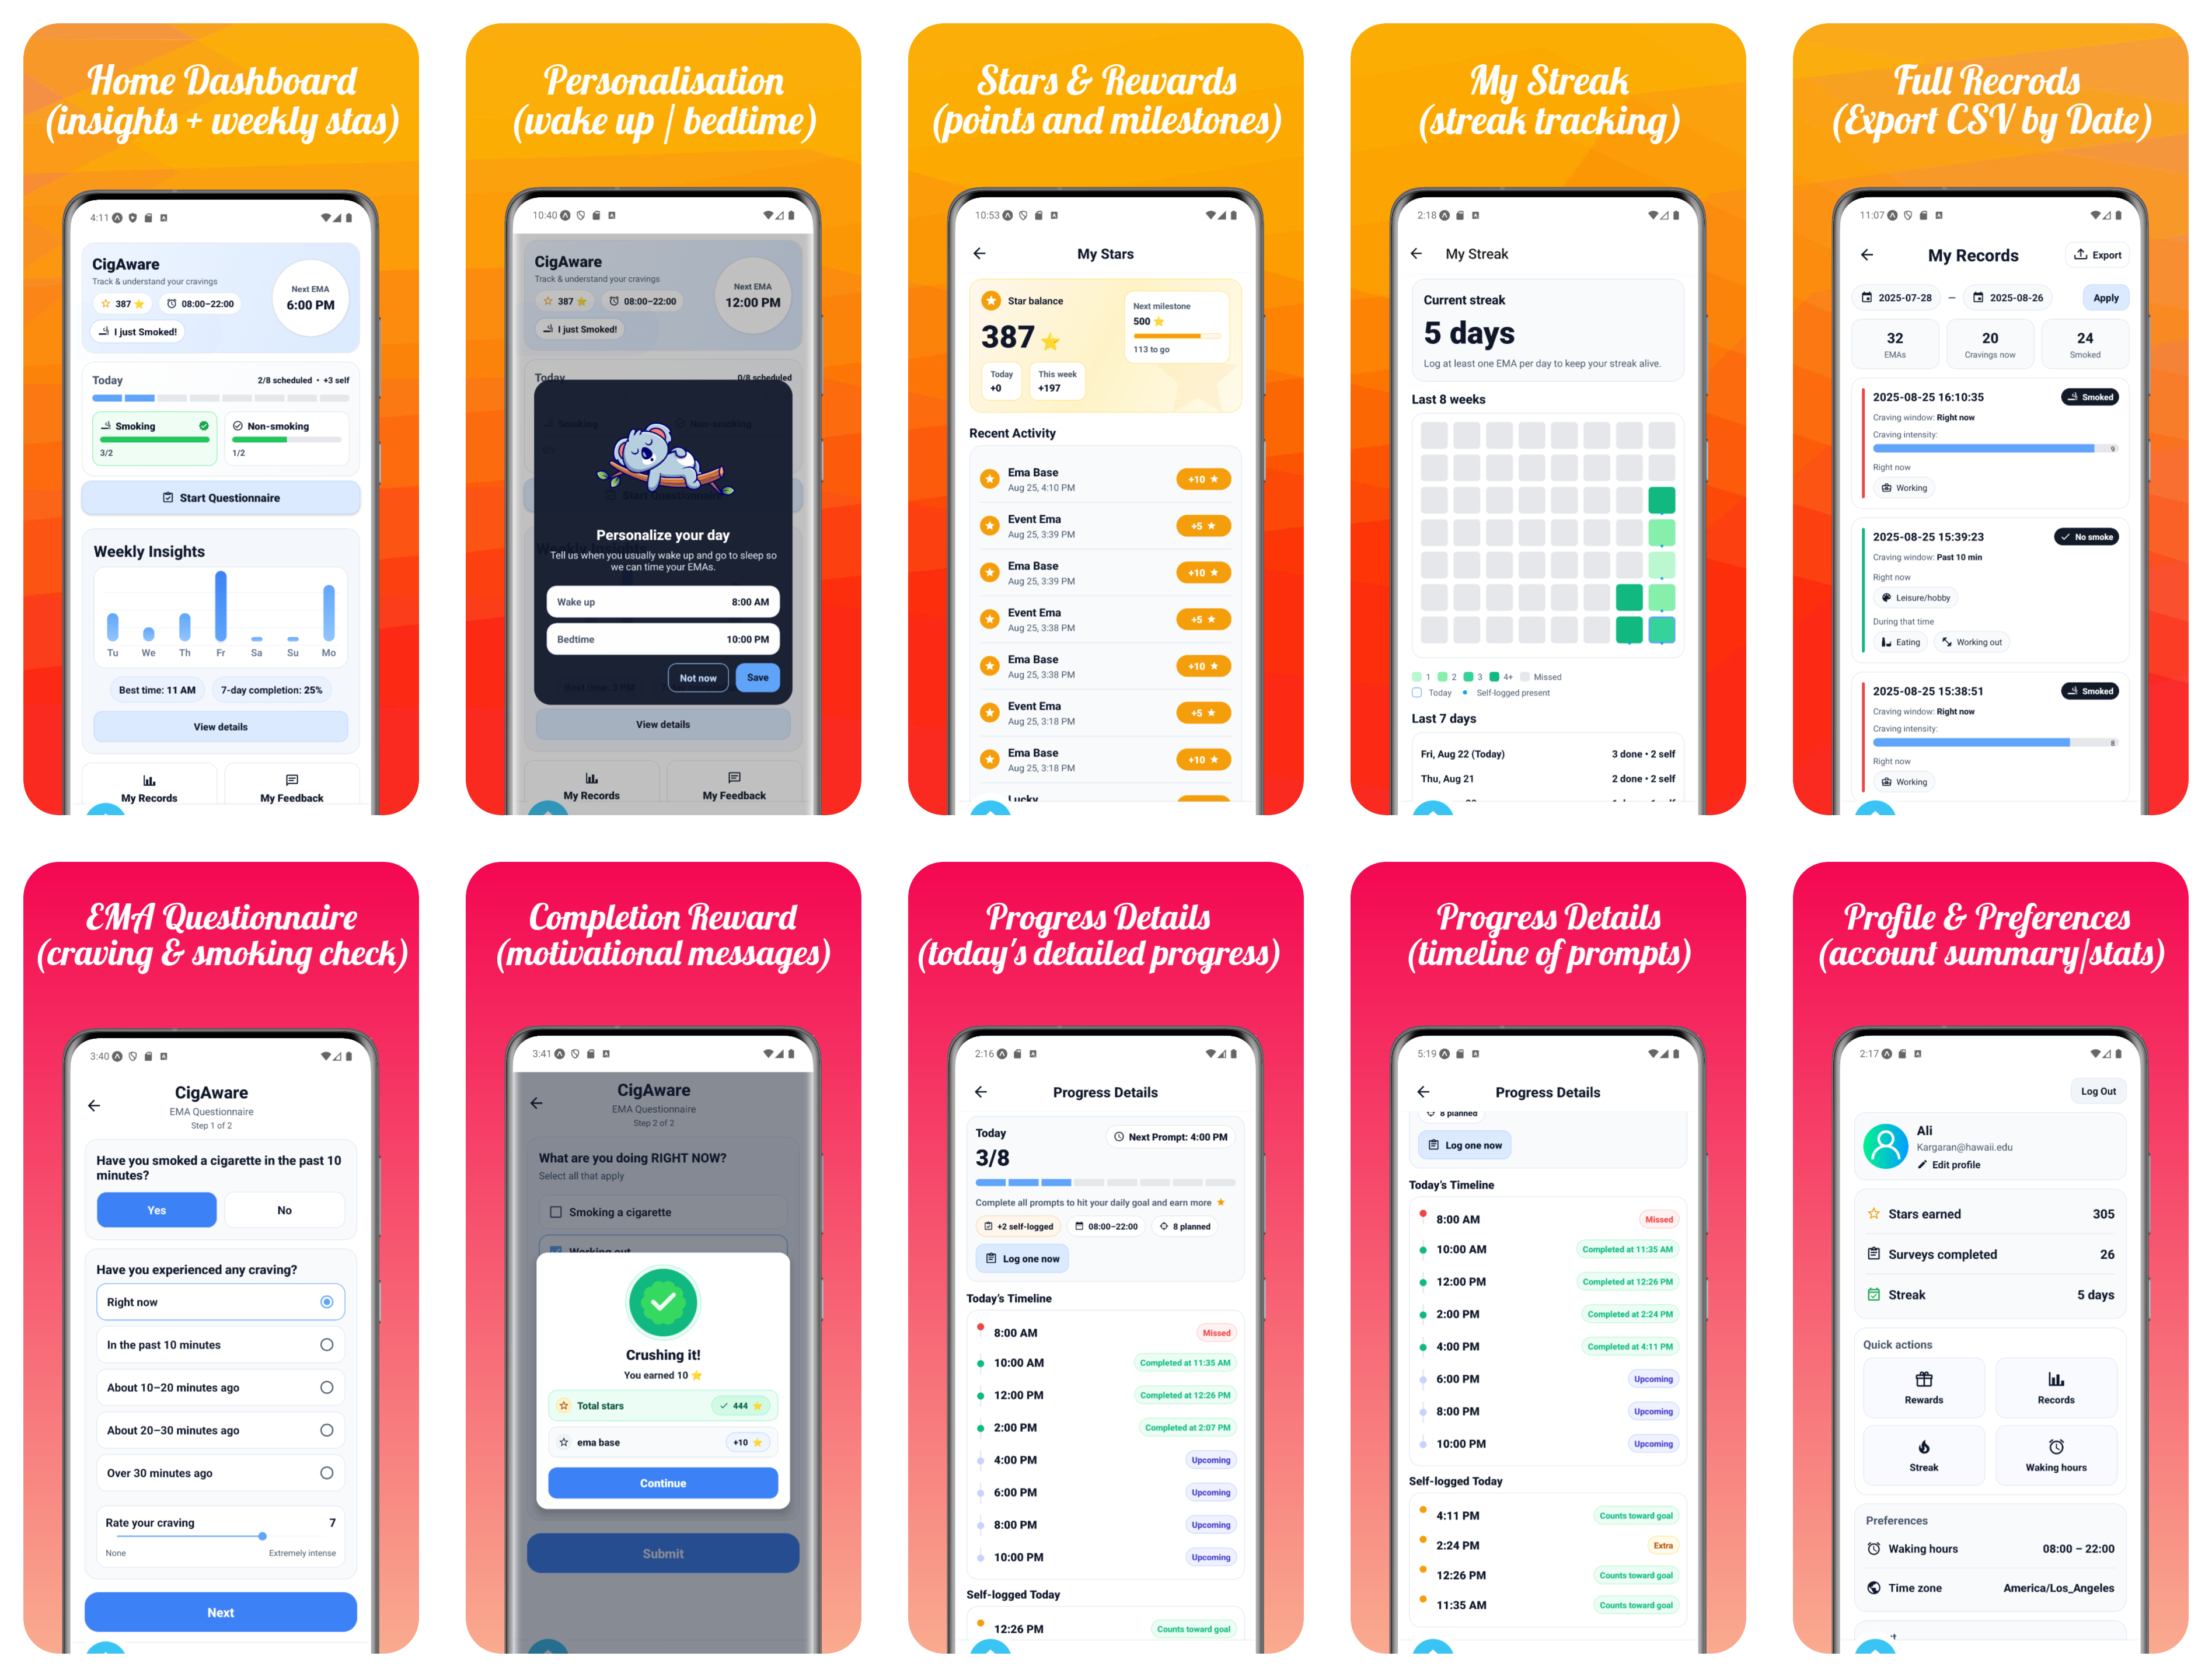 Home Dashboard
(insights + weekly stas)
4:11
CigAware
Track & understand your cravings
387
08:00–22:00
I just Smoked!
Next EMA
6:00 PM
Today
2/8 scheduled • +3 self
Smoking
3/2
Non-smoking
1/2
Start Questionnaire
Weekly Insights
Tu We Th Fr Sa Su Mo
Best time: 11 AM
7-day completion: 25%
View details
My Records
My Feedback
Personalisation
(wake up / bedtime)
10:40
CigAware
Track & understand your cravings
387
08:00–22:00
I just Smoked!
Next EMA
12:00 PM
Today
0/8 scheduled
Smoking
Non-smoking
Start Questionnaire
Personalize your day
Tell us when you usually wake up and go to sleep so
we can time your EMAs.
Wake up
8:00 AM
Bedtime
10:00 PM
Not now
Save
View details
My Records
My Feedback
Stars & Rewards
(points and milestones)
10:53
My Stars
Star balance
387
Next milestone
500
113 to go
Today
+0
This week
+197
Recent Activity
Ema Base
Aug 25, 4:10 PM
+10
Event Ema
Aug 25, 3:39 PM
+5
Ema Base
Aug 25, 3:39 PM
+10
Event Ema
Aug 25, 3:38 PM
+5
Ema Base
Aug 25, 3:38 PM
+10
Event Ema
Aug 25, 3:18 PM
+5
Ema Base
Aug 25, 3:18 PM
+10
Lucky
My Streak
(streak tracking)
2:18
My Streak
Current streak
5 days
Log at least one EMA per day to keep your streak alive.
Last 8 weeks
1 2 3 4+ Missed
Today Self-logged present
Last 7 days
Fri, Aug 22 (Today)
3 done • 2 self
Thu, Aug 21
2 done • 2 self
Full Recrods
(Export CSV by Date)
11:07
My Records
Export
2025-07-28 – 2025-08-26
Apply
32
EMAs
20
Cravings now
24
Smoked
2025-08-25 16:10:35
Smoked
Craving window: Right now
Craving intensity:
9
Right now
Working
2025-08-25 15:39:23
No smoke
Craving window: Past 10 min
Right now
Leisure/hobby
During that time
Eating
Working out
2025-08-25 15:38:51
Smoked
Craving window: Right now
Craving intensity:
8
Right now
Working
EMA Questionnaire
(craving & smoking check)
3:40
CigAware
EMA Questionnaire
Step 1 of 2
Have you smoked a cigarette in the past 10
minutes?
Yes
No
Have you experienced any craving?
Right now
In the past 10 minutes
About 10–20 minutes ago
About 20–30 minutes ago
Over 30 minutes ago
Rate your craving
7
None
Extremely intense
Next
Completion Reward
(motivational messages)
3:41
CigAware
EMA Questionnaire
Step 2 of 2
What are you doing RIGHT NOW?
Select all that apply
Smoking a cigarette
Working out
Crushing it!
You earned 10
Total stars
444
ema base
+10
Continue
Submit
Progress Details
(today's detailed progress)
2:16
Progress Details
Today
3/8
Next Prompt: 4:00 PM
Complete all prompts to hit your daily goal and earn more
+2 self-logged
08:00–22:00
8 planned
Log one now
Today's Timeline
8:00 AM
Missed
10:00 AM
Completed at 11:35 AM
12:00 PM
Completed at 12:26 PM
2:00 PM
Completed at 2:07 PM
4:00 PM
Upcoming
6:00 PM
Upcoming
8:00 PM
Upcoming
10:00 PM
Upcoming
Self-logged Today
12:26 PM
Counts toward goal
Progress Details
(timeline of prompts)
5:19
Progress Details
8 planned
Log one now
Today's Timeline
8:00 AM
Missed
10:00 AM
Completed at 11:35 AM
12:00 PM
Completed at 12:26 PM
2:00 PM
Completed at 2:24 PM
4:00 PM
Completed at 4:11 PM
6:00 PM
Upcoming
8:00 PM
Upcoming
10:00 PM
Upcoming
Self-logged Today
4:11 PM
Counts toward goal
2:24 PM
Extra
12:26 PM
Counts toward goal
11:35 AM
Counts toward goal
Profile & Preferences
(account summary/stats)
2:17
Log Out
Ali
Kargaran@hawaii.edu
Edit profile
Stars earned
305
Surveys completed
26
Streak
5 days
Quick actions
Rewards
Records
Streak
Waking hours
Preferences
Waking hours
08:00 – 22:00
Time zone
America/Los_Angeles